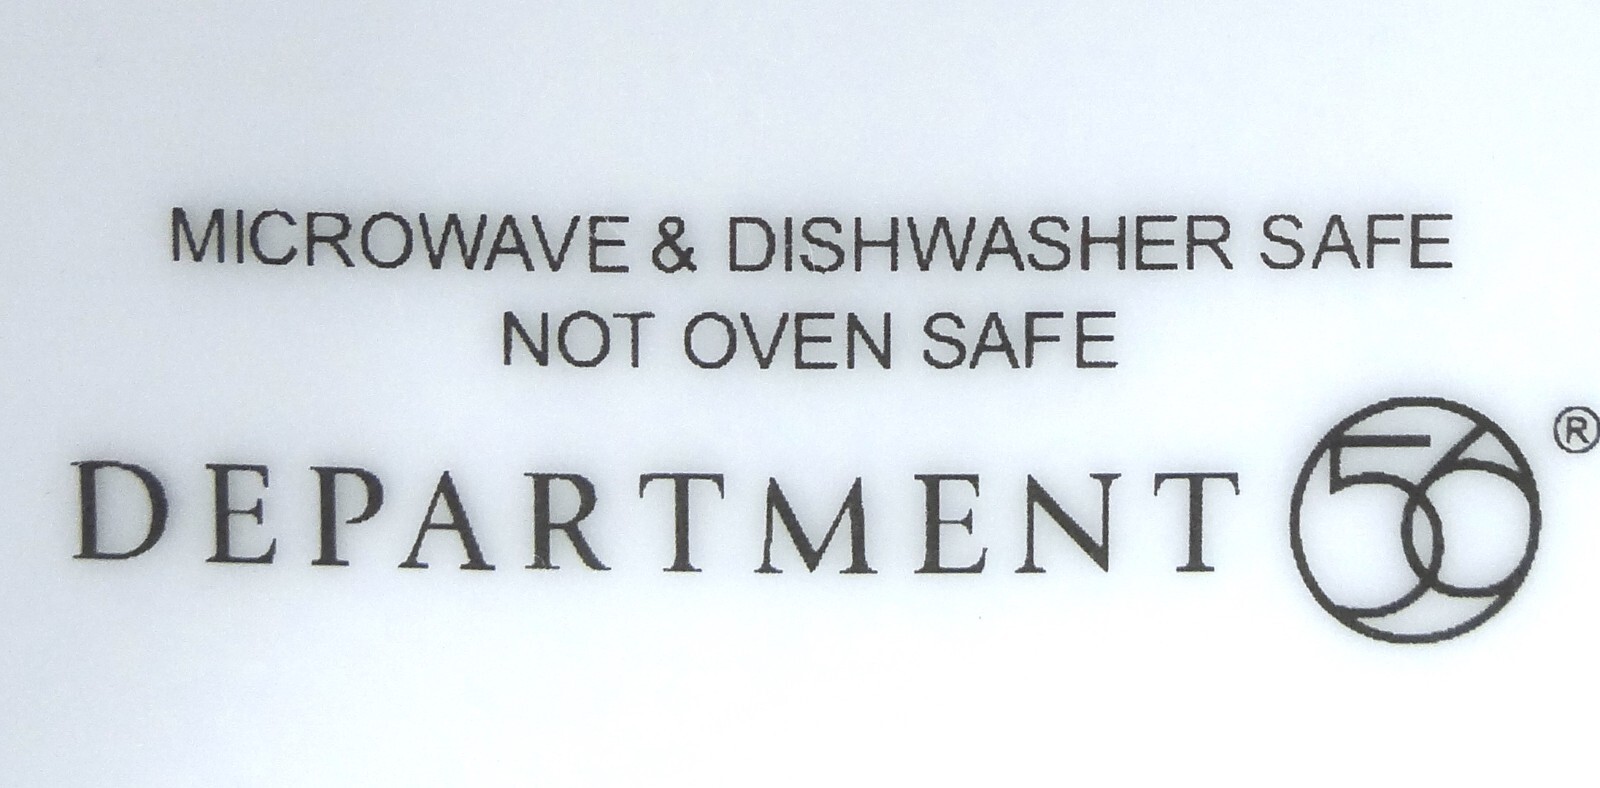 MICROWAVE & DISHWASHER SAFE
NOT OVEN SAFE
DEPARTMENT 56®